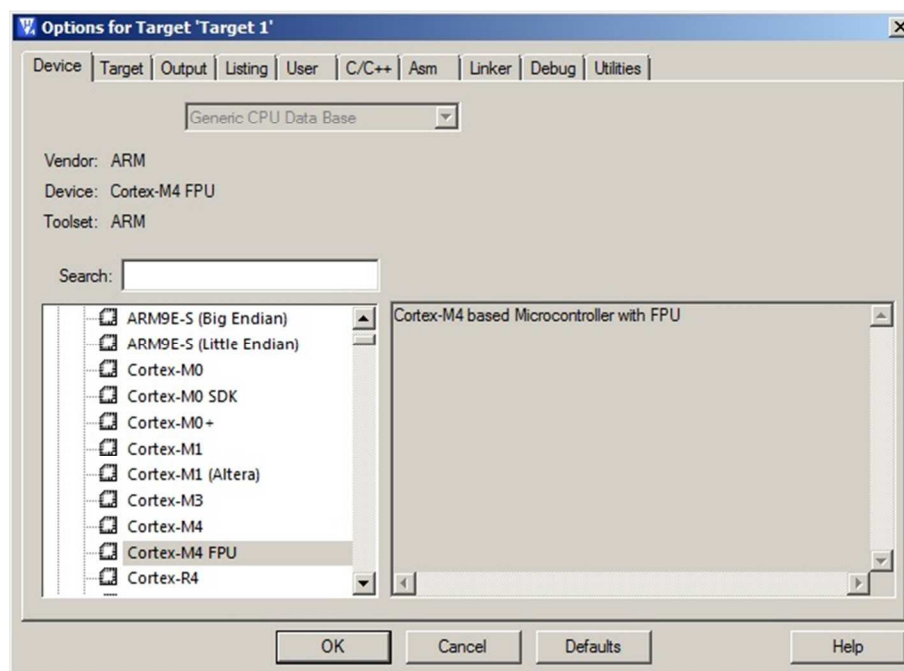 Options for Target 'Target 1'
Device Target Output Listing User C/C++ Asm Linker Debug Utilities
Generic CPU Data Base
Vendor: ARM
Device: Cortex-M4 FPU
Toolset: ARM
Search:
ARM9E-S (Big Endian)
ARM9E-S (Little Endian)
Cortex-M0
Cortex-M0 SDK
Cortex-M0+
Cortex-M1
Cortex-M1 (Altera)
Cortex-M3
Cortex-M4
Cortex-M4 FPU
Cortex-R4
Cortex-M4 based Microcontroller with FPU
OK Cancel Defaults Help